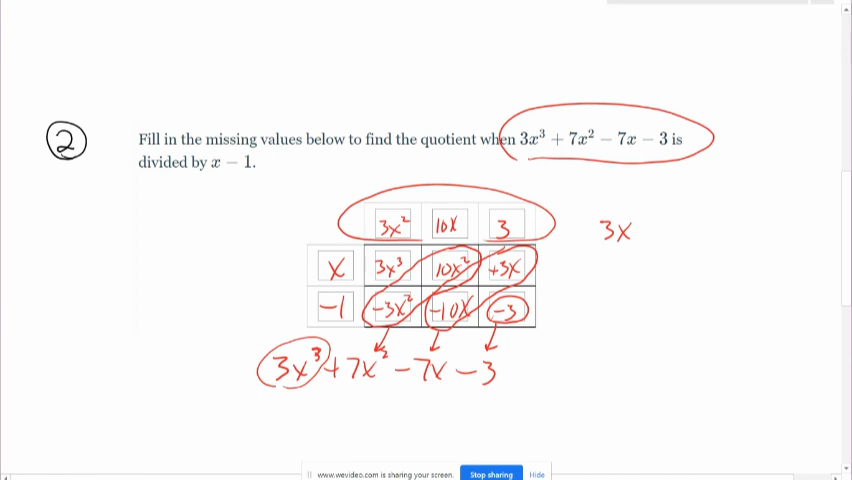 2
Fill in the missing values below to find the quotient when 3x³ + 7x² − 7x − 3 is
divided by x − 1.
3x² 10x 3
3x
x 3x³ 10x² +3x
−1 −3x² −10x −3
3x³ + 7x² − 7x − 3
www.wevideo.com is sharing your screen. Stop sharing Hide